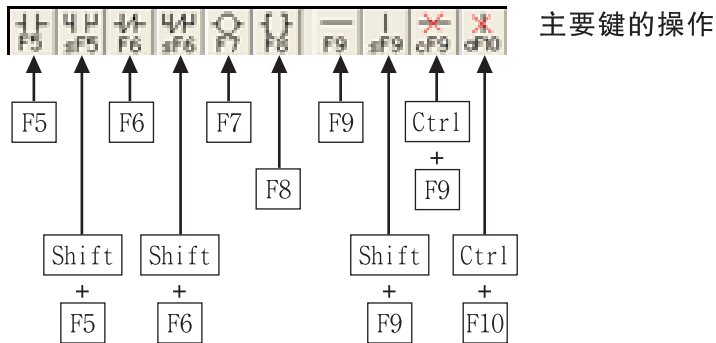 F5 sF5 F6 sF6 F7 F8 F9 sF9 cF9 cF10
主要键的操作
F5 F6 F7 F9 Ctrl
+
F8 F9
Shift Shift Shift Ctrl
+ + + +
F5 F6 F9 F10